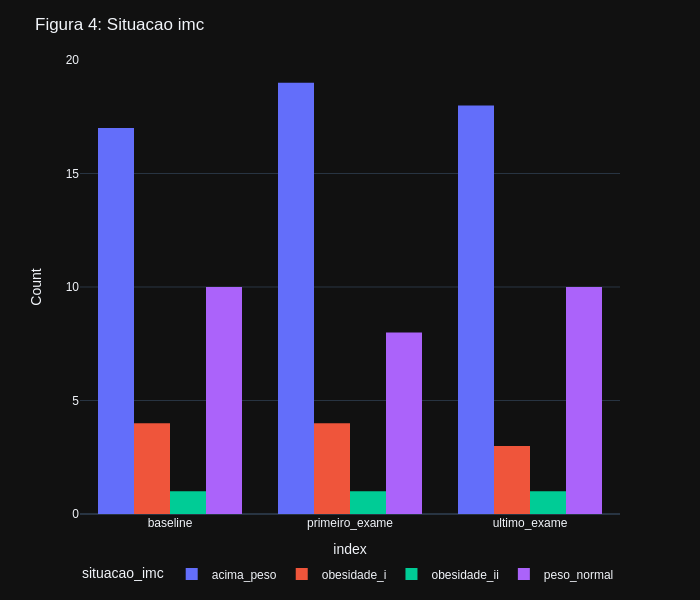 Figura 4: Situacao imc
20
15
10
5
0
Count
baseline primeiro_exame ultimo_exame
index
situacao_imc acima_peso obesidade_i obesidade_ii peso_normal